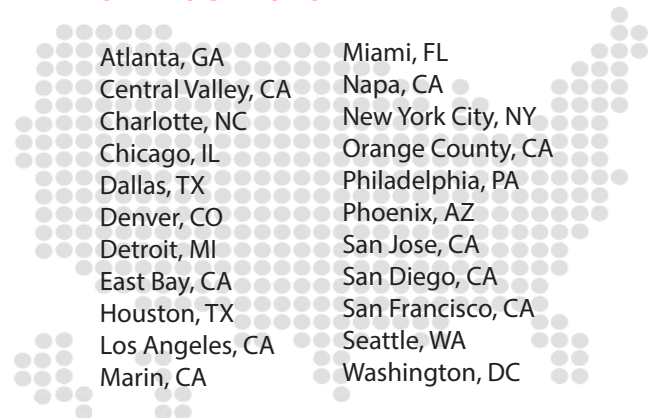 Atlanta, GA
Central Valley, CA
Charlotte, NC
Chicago, IL
Dallas, TX
Denver, CO
Detroit, MI
East Bay, CA
Houston, TX
Los Angeles, CA
Marin, CA
Miami, FL
Napa, CA
New York City, NY
Orange County, CA
Philadelphia, PA
Phoenix, AZ
San Jose, CA
San Diego, CA
San Francisco, CA
Seattle, WA
Washington, DC